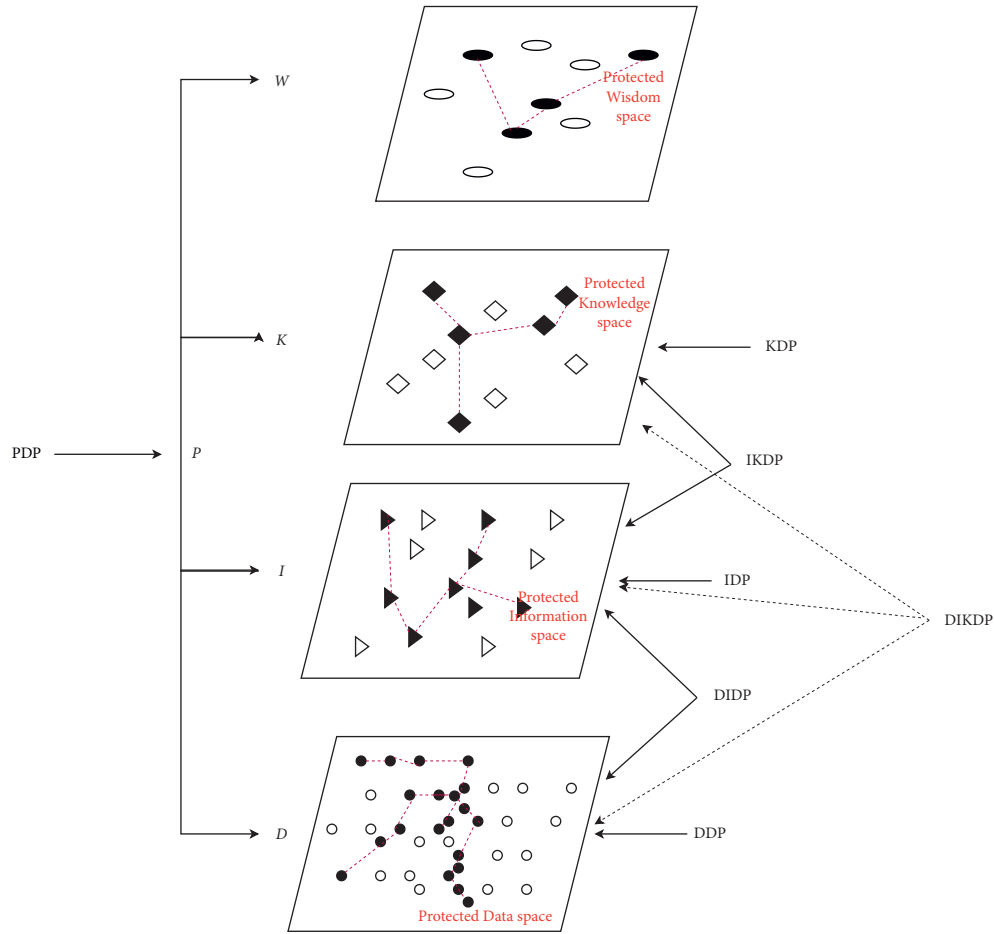 W
Protected
Wisdom
space
K
Protected
Knowledge
space
KDP
PDP
P
IKDP
I
Protected
Information
space
IDP
DIKDP
DIDP
D
DDP
Protected Data space